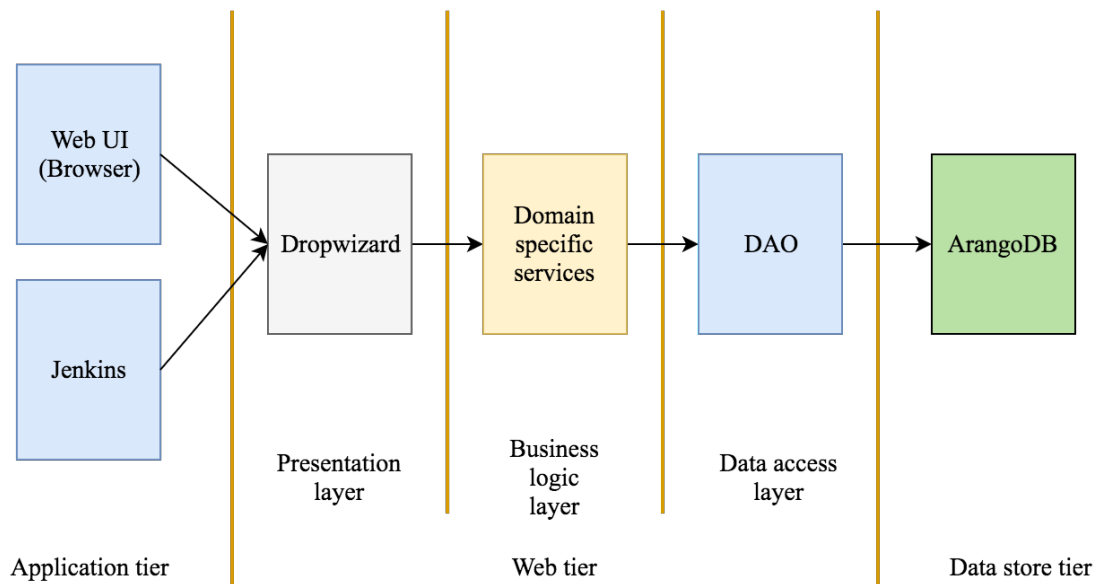 Web UI
(Browser)
Jenkins
Dropwizard
Domain
specific
services
DAO
ArangoDB
Presentation
layer
Business
logic
layer
Data access
layer
Application tier
Web tier
Data store tier